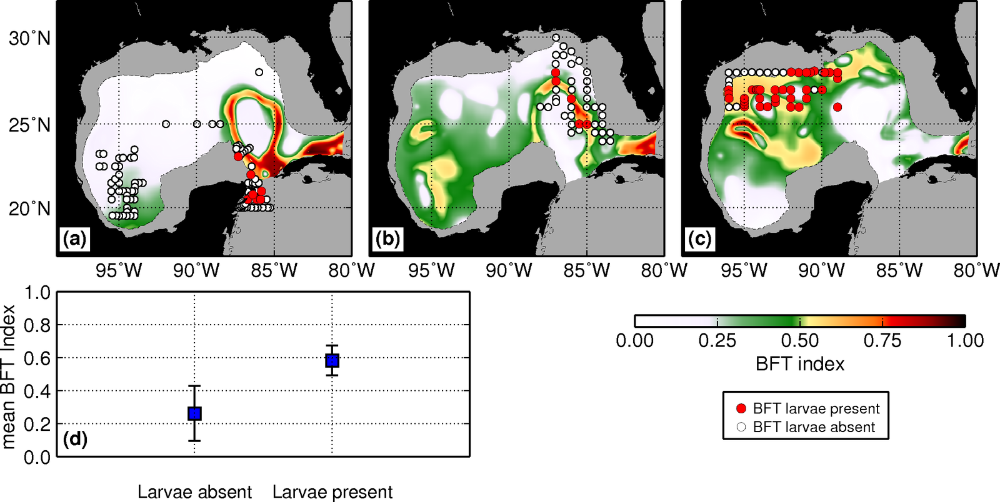 30°N
25°N
20°N
(a)
(b)
(c)
95°W 90°W 85°W 80°W 95°W 90°W 85°W 80°W 95°W 90°W 85°W 80°W
1.0
0.8
0.6
0.4
0.2
0.0
mean BFT Index
(d)
Larvae absent Larvae present
0.00 0.25 0.50 0.75 1.00
BFT index
BFT larvae present
BFT larvae absent